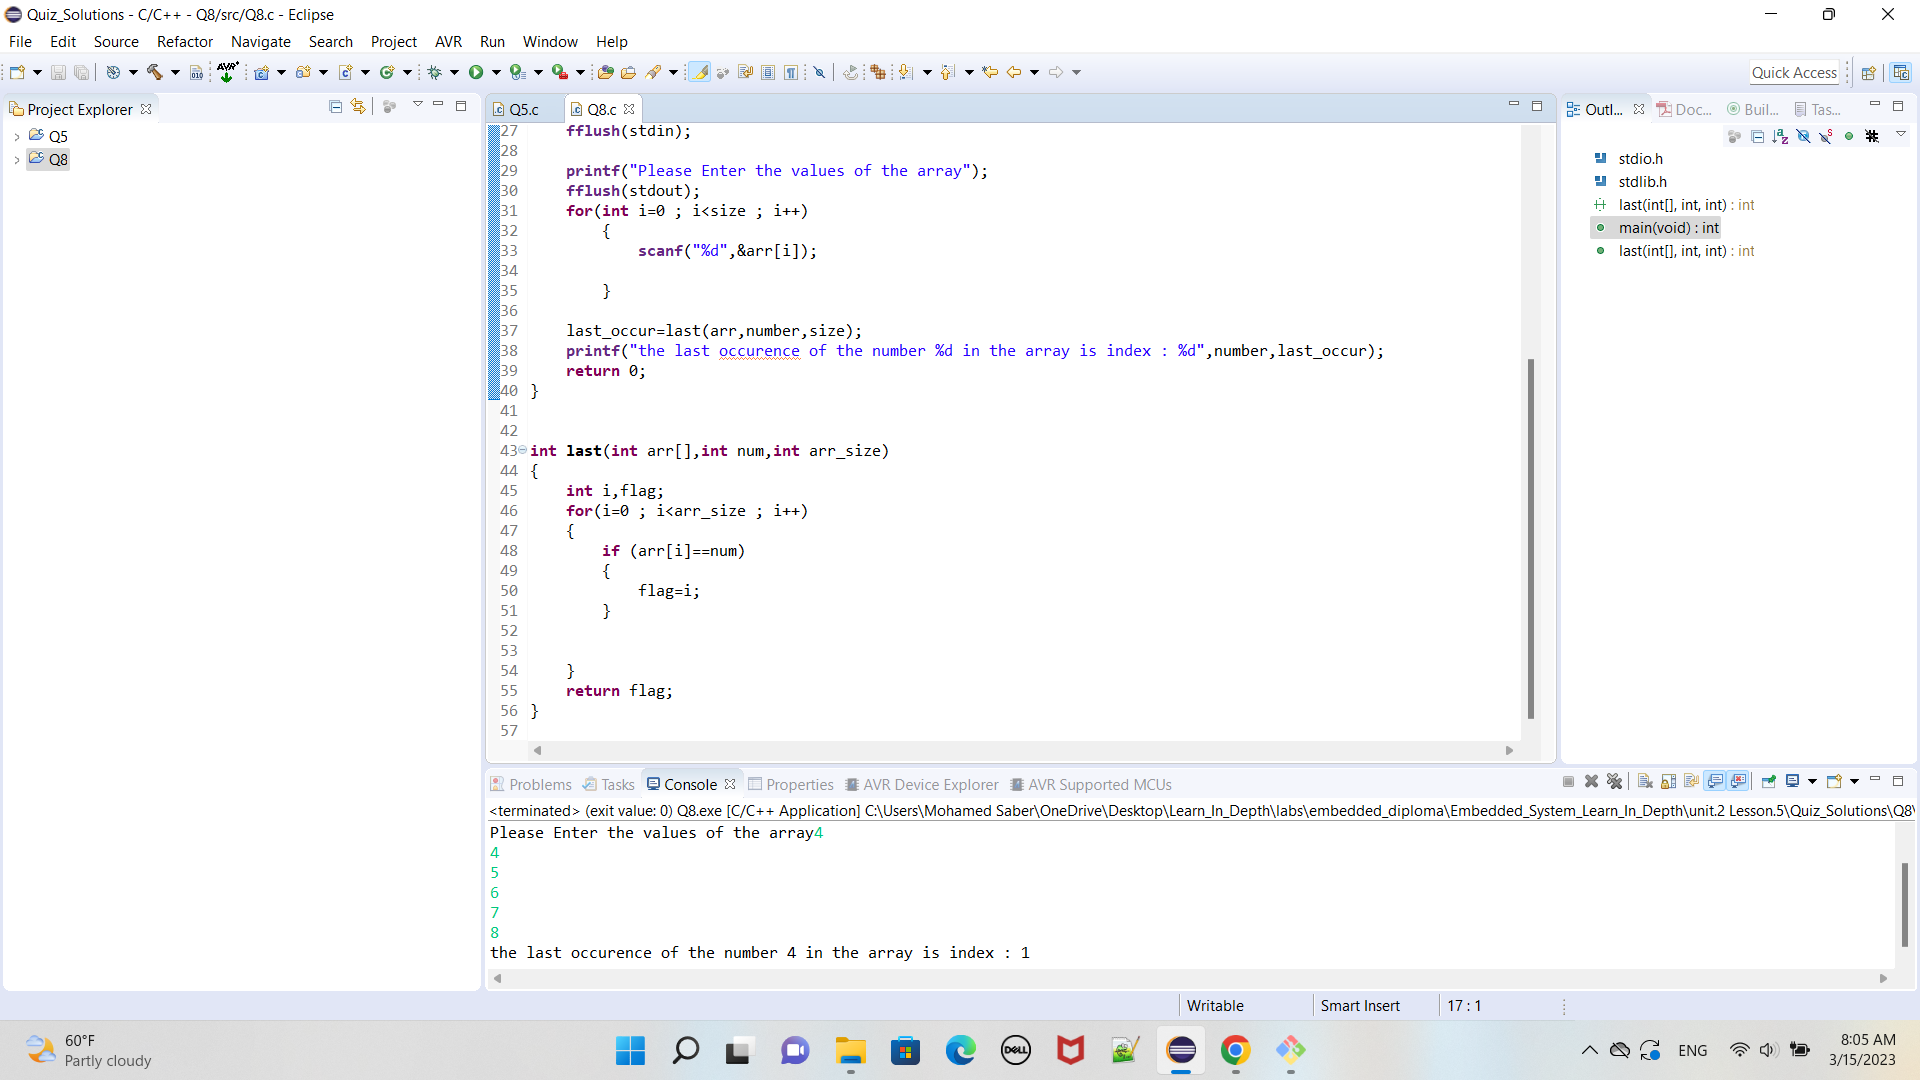 Quiz_Solutions - C/C++ - Q8/src/Q8.c - Eclipse
File Edit Source Refactor Navigate Search Project AVR Run Window Help
Quick Access
Project Explorer
Q5
Q8
Q5.c Q8.c
27 fflush(stdin);
28
29 printf("Please Enter the values of the array");
30 fflush(stdout);
31 for(int i=0 ; i<size ; i++)
32 {
33 scanf("%d",&arr[i]);
34
35 }
36
37 last_occur=last(arr,number,size);
38 printf("the last occurence of the number %d in the array is index : %d",number,last_occur);
39 return 0;
40 }
41
42
43 int last(int arr[],int num,int arr_size)
44 {
45 int i,flag;
46 for(i=0 ; i<arr_size ; i++)
47 {
48 if (arr[i]==num)
49 {
50 flag=i;
51 }
52
53
54 }
55 return flag;
56 }
57
Outl... Doc... Buil... Tas...
stdio.h
stdlib.h
last(int[], int, int) : int
main(void) : int
last(int[], int, int) : int
Problems Tasks Console Properties AVR Device Explorer AVR Supported MCUs
<terminated> (exit value: 0) Q8.exe [C/C++ Application] C:\Users\Mohamed Saber\OneDrive\Desktop\Learn_In_Depth\labs\embedded_diploma\Embedded_System_Learn_In_Depth\unit.2 Lesson.5\Quiz_Solutions\Q8\
Please Enter the values of the array4
4
5
6
7
8
the last occurence of the number 4 in the array is index : 1
Writable Smart Insert 17 : 1
60°F
Partly cloudy
DELL
ENG
8:05 AM
3/15/2023